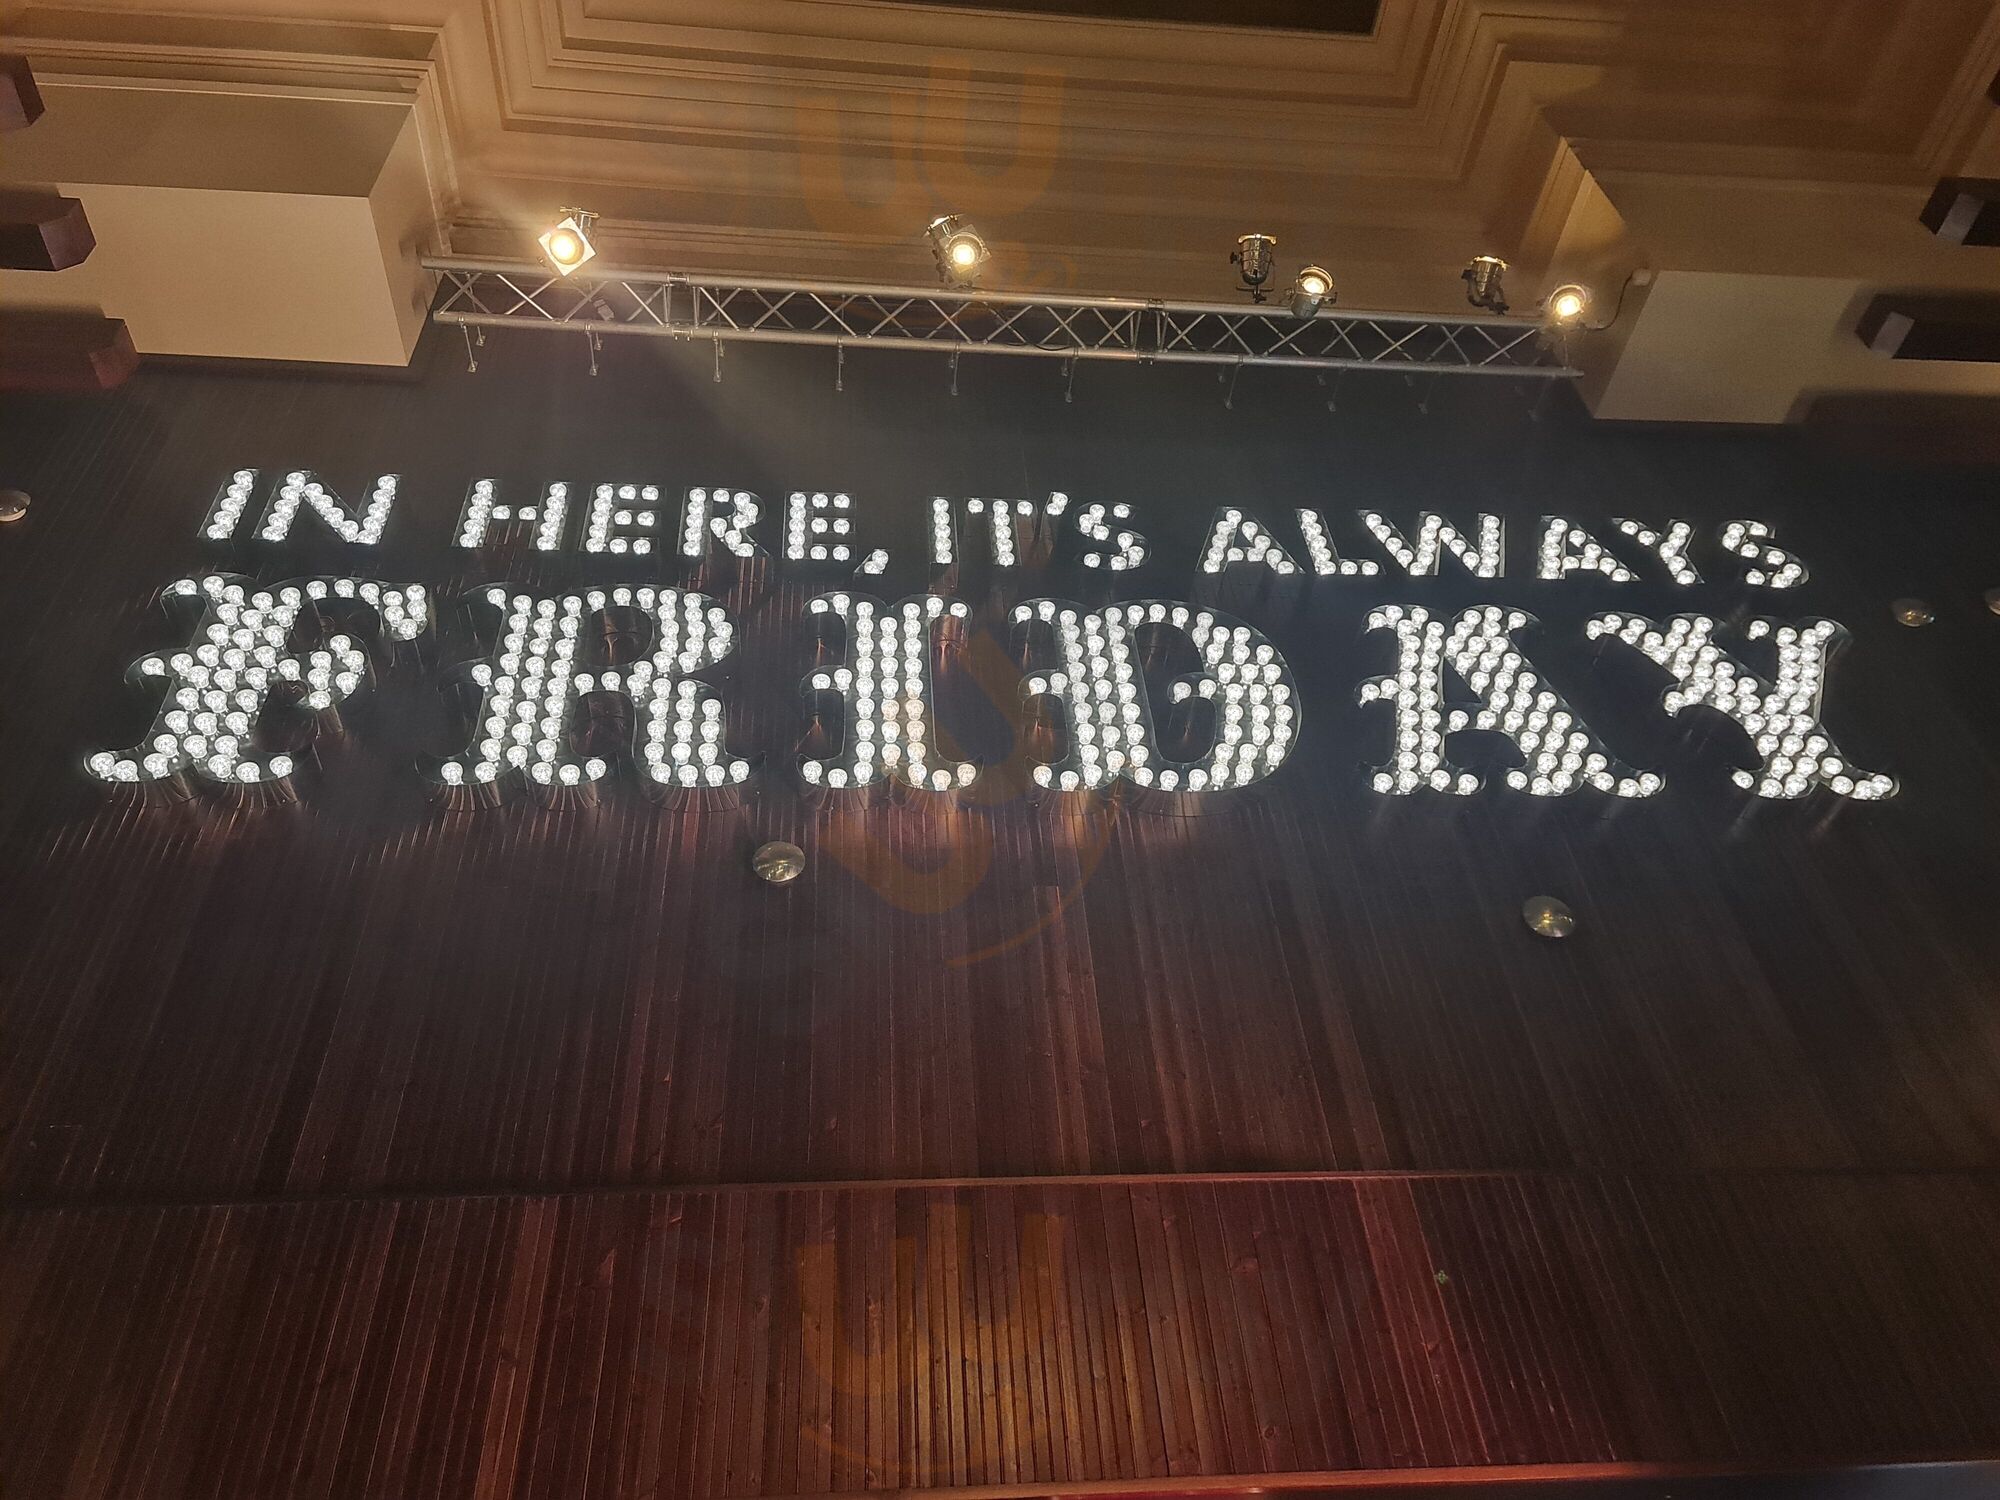 IN HERE, IT'S ALWAYS
FRIDAY